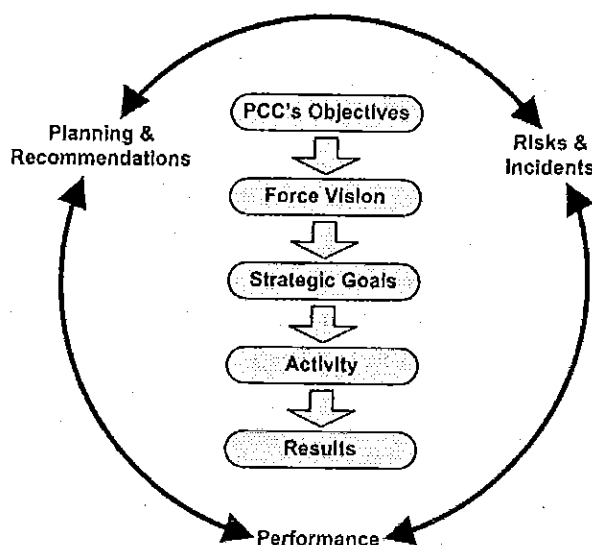 PCC's Objectives
Planning &
Recommendations
Risks &
Incidents
Force Vision
Strategic Goals
Activity
Results
Performance